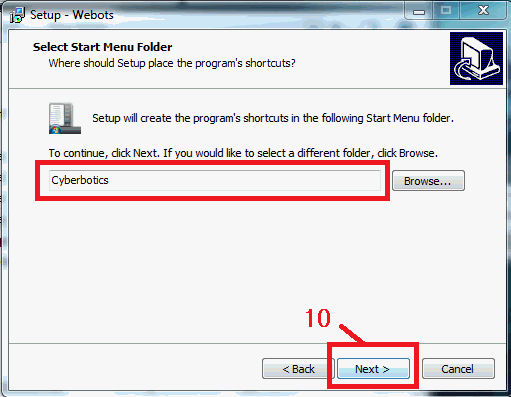 Setup - Webots
Select Start Menu Folder
Where should Setup place the program's shortcuts?
Setup will create the program's shortcuts in the following Start Menu folder.
To continue, click Next. If you would like to select a different folder, click Browse.
Cyberbotics
Browse...
10
< Back
Next >
Cancel